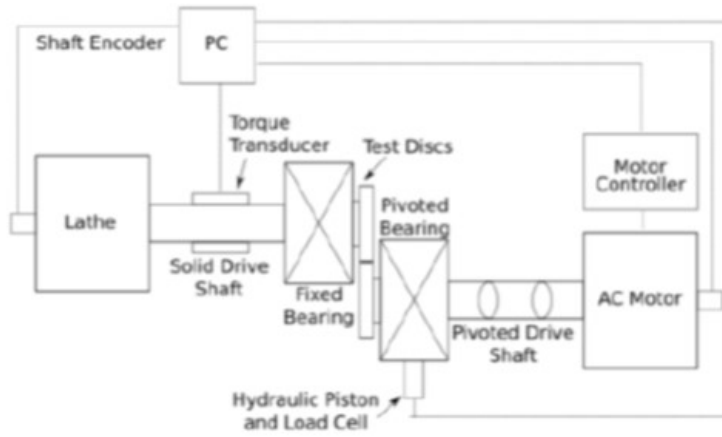 Shaft Encoder
PC
Torque
Transducer
Test Discs
Motor
Controller
Lathe
Pivoted
Bearing
Solid Drive
Shaft
Fixed
Bearing
AC Motor
Pivoted Drive
Shaft
Hydraulic Piston
and Load Cell